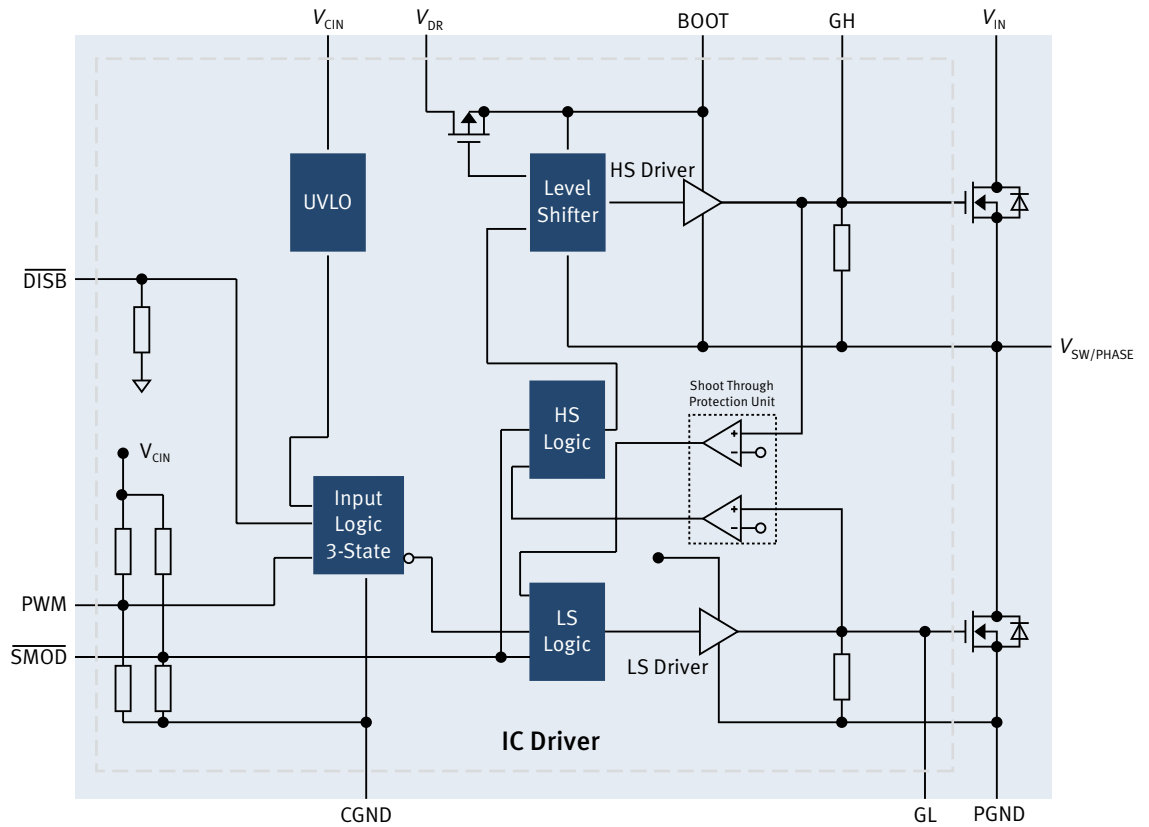 VCIN
VDR
BOOT
GH
VIN
UVLO
Level
Shifter
HS Driver
DISB
VSW/PHASE
HS
Logic
Shoot Through
Protection Unit
+
−
VCIN
Input
Logic
3-State
+
−
PWM
LS
Logic
SMOD
LS Driver
IC Driver
CGND
GL
PGND